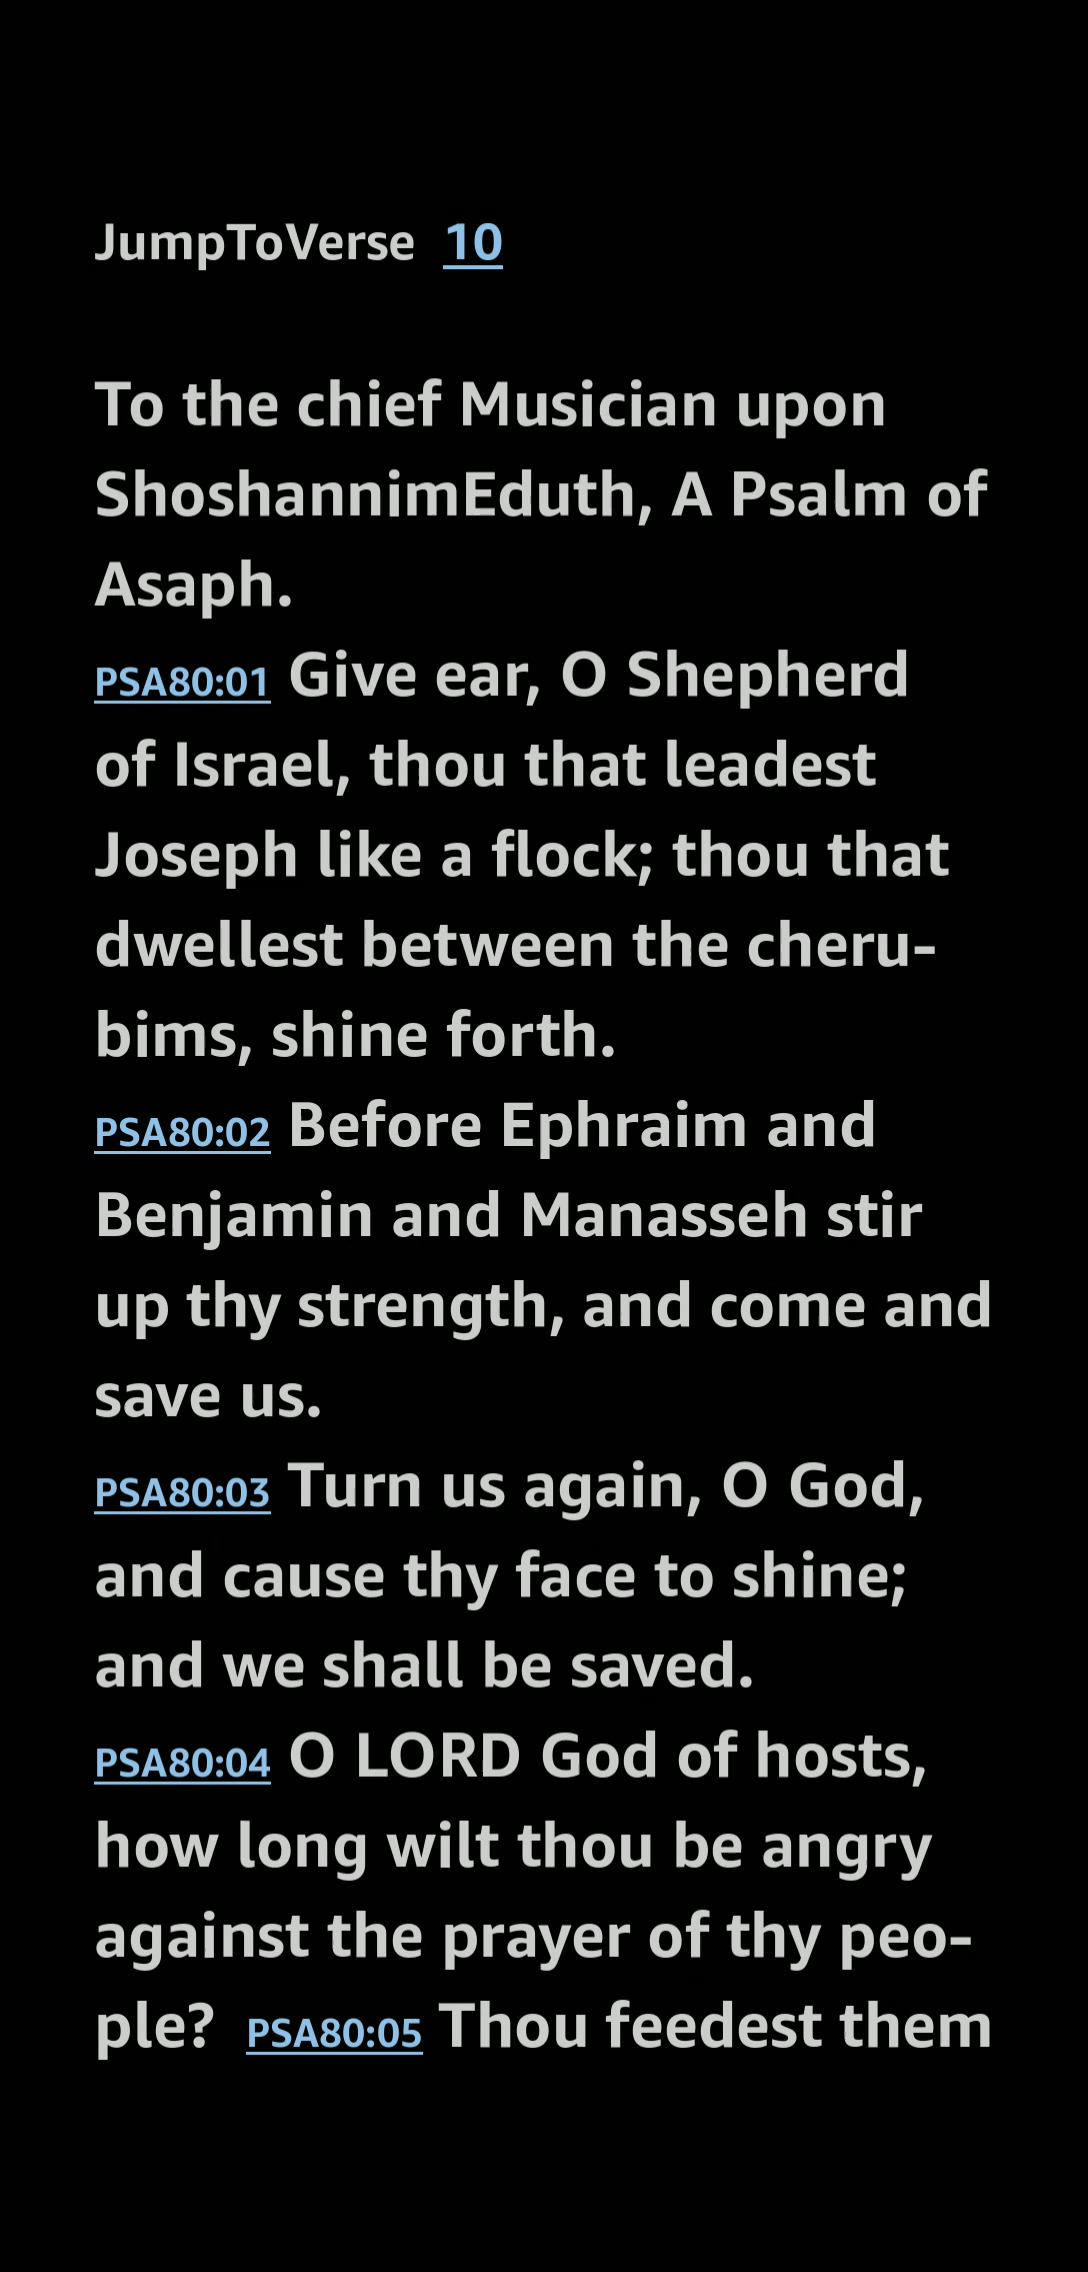 JumpToVerse 10
To the chief Musician upon
ShoshannimEduth, A Psalm of
Asaph.
PSA80:01 Give ear, O Shepherd
of Israel, thou that leadest
Joseph like a flock; thou that
dwellest between the cheru-
bims, shine forth.
PSA80:02 Before Ephraim and
Benjamin and Manasseh stir
up thy strength, and come and
save us.
PSA80:03 Turn us again, O God,
and cause thy face to shine;
and we shall be saved.
PSA80:04 O LORD God of hosts,
how long wilt thou be angry
against the prayer of thy peo-
ple? PSA80:05 Thou feedest them